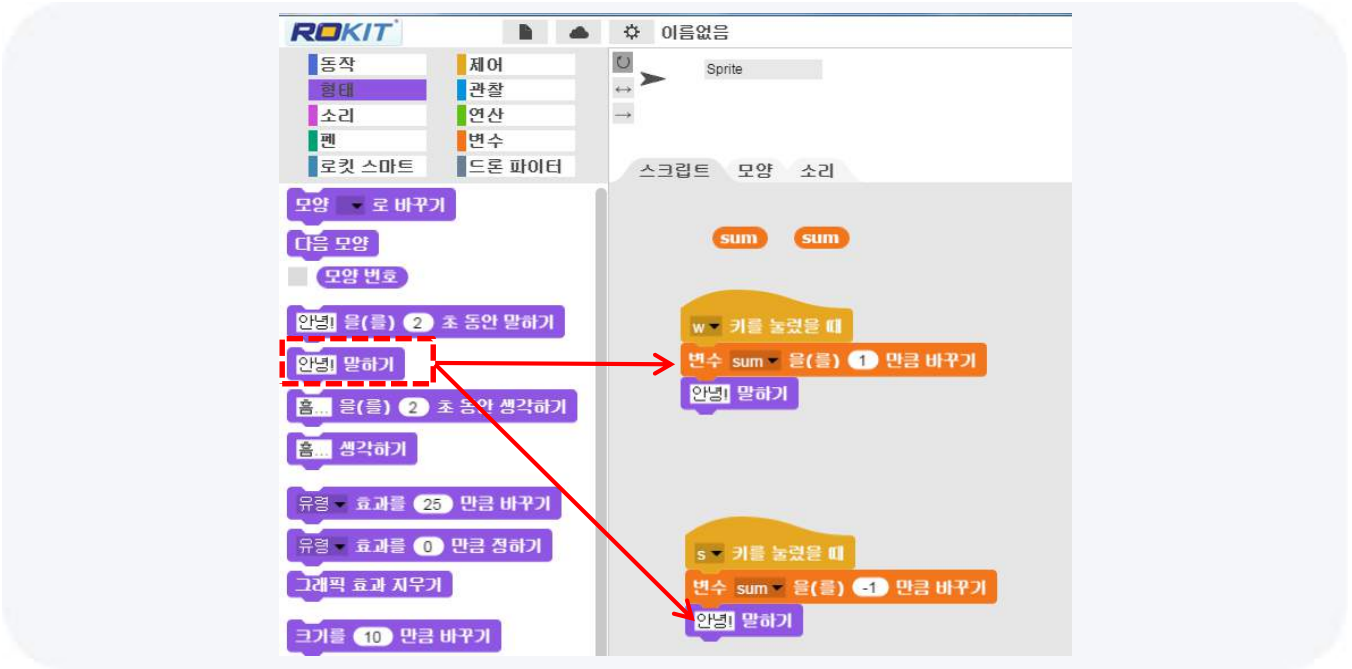 ROKIT
이름없음
동작
제어
형태
관찰
소리
연산
펜
변수
로킷 스마트
드론 파이터
Sprite
스크립트 모양 소리
모양 로 바꾸기
다음 모양
모양 번호
안녕! 을(를) 2 초 동안 말하기
안녕! 말하기
흠... 을(를) 2 초 동안 생각하기
흠... 생각하기
유령 효과를 25 만큼 바꾸기
유령 효과를 0 만큼 정하기
그래픽 효과 지우기
크기를 10 만큼 바꾸기
sum sum
w 키를 눌렀을 때
변수 sum 을(를) 1 만큼 바꾸기
안녕! 말하기
s 키를 눌렀을 때
변수 sum 을(를) -1 만큼 바꾸기
안녕! 말하기